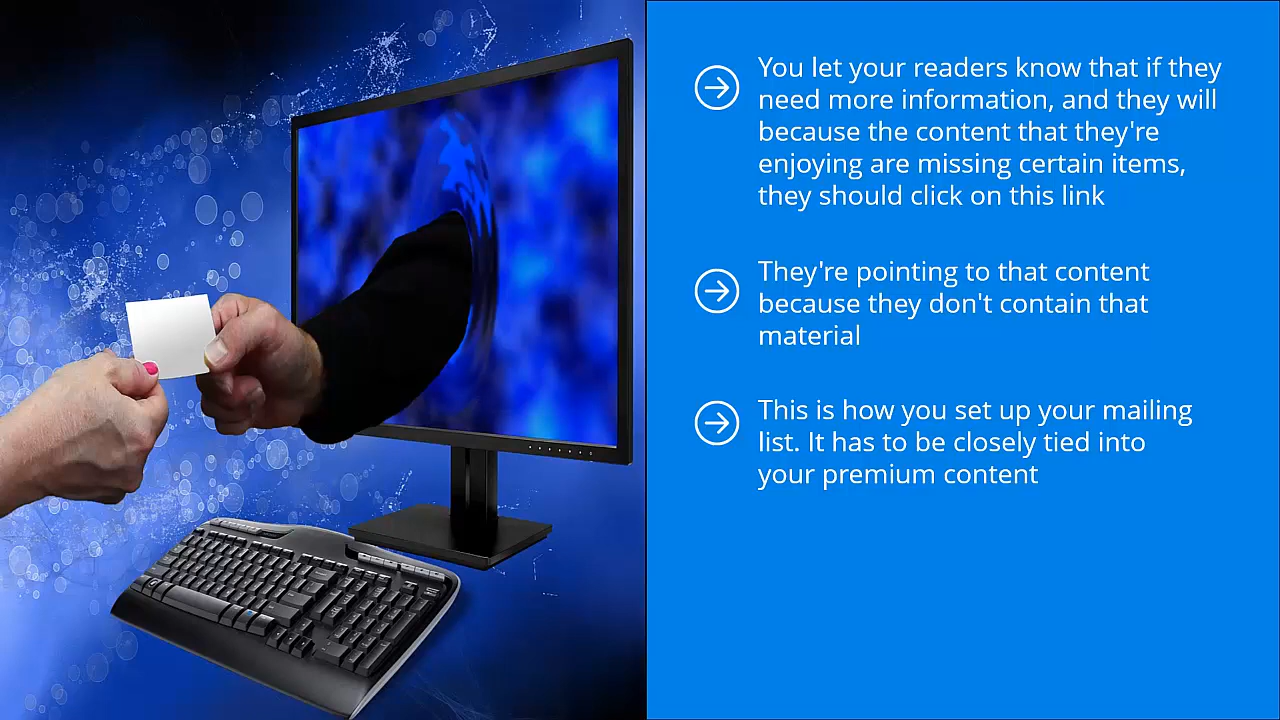 You let your readers know that if they
need more information, and they will
because the content that they're
enjoying are missing certain items,
they should click on this link
They're pointing to that content
because they don't contain that
material
This is how you set up your mailing
list. It has to be closely tied into
your premium content